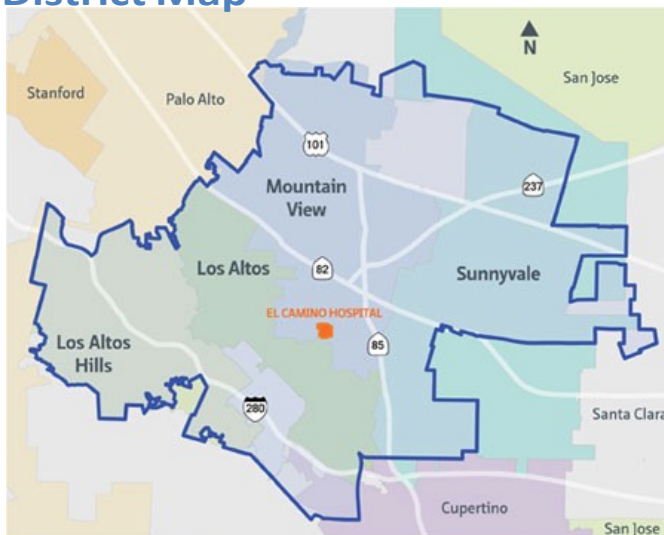 District Map
N
San Jose
Stanford
Palo Alto
101
237
Mountain
View
Los Altos
82
Sunnyvale
EL CAMINO HOSPITAL
85
Los Altos
Hills
280
Santa Clara
Cupertino
San Jose